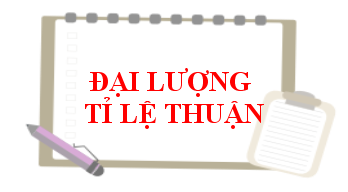 ĐẠI LƯỢNG
TỈ LỆ THUẬN